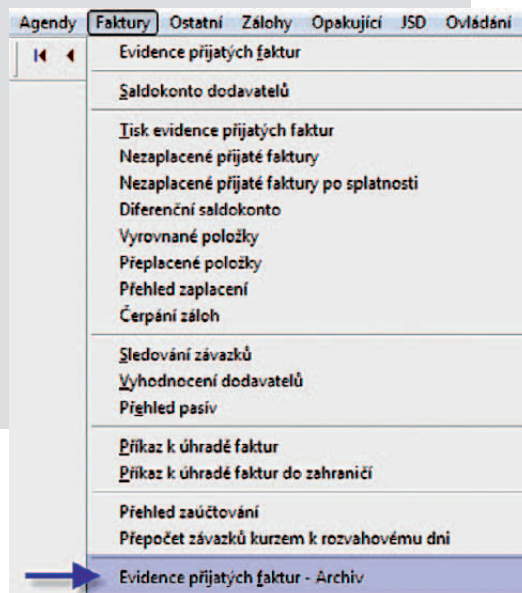 Agendy Faktury Ostatní Zálohy Opakující JSD Ovládání
Evidence přijatých faktur
Saldokonto dodavatelů
Tisk evidence přijatých faktur
Nezaplacené přijaté faktury
Nezaplacené přijaté faktury po splatnosti
Diferenční saldokonto
Vyrovnané položky
Přeplacené položky
Přehled zaplacení
Čerpání záloh
Sledování závazků
Vyhodnocení dodavatelů
Přehled pasív
Příkaz k úhradě faktur
Příkaz k úhradě faktur do zahraničí
Přehled zaúčtování
Přepočet závazků kurzem k rozvahovému dni
Evidence přijatých faktur - Archiv